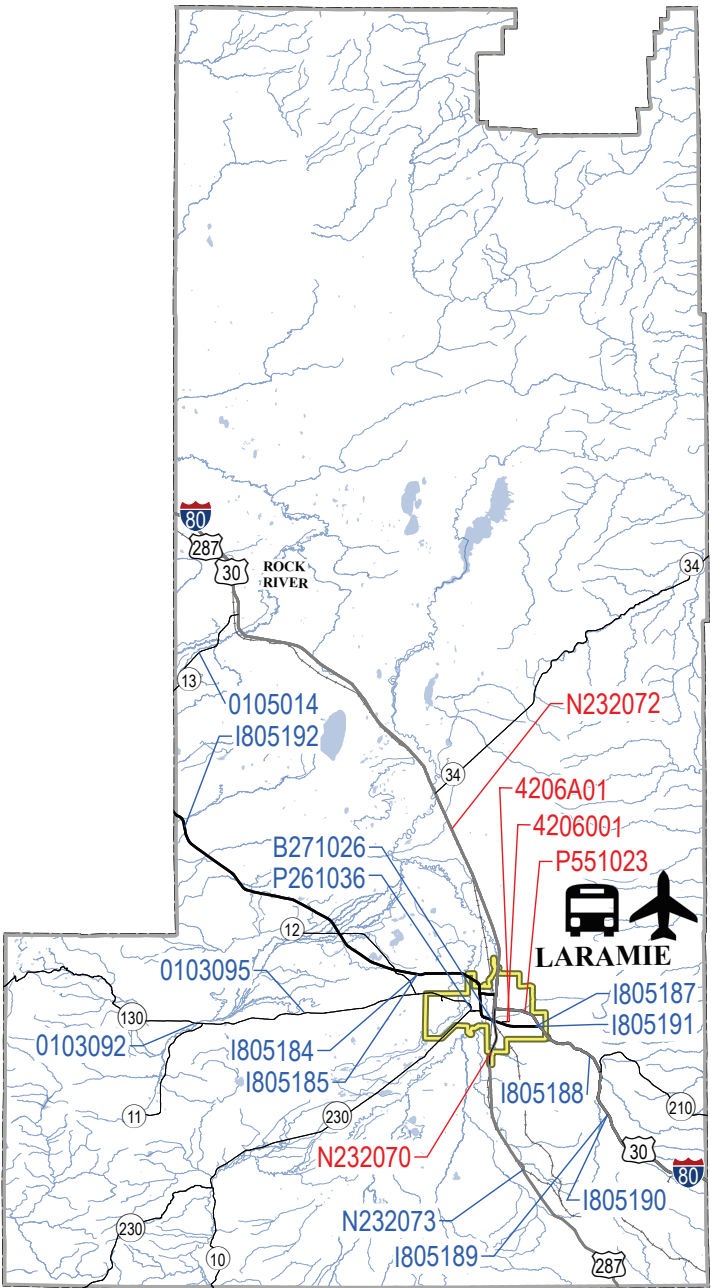 80
287
30
ROCK
RIVER
34
13
0105014
I805192
N232072
34
4206A01
4206001
B271026
P261036
P551023
12
LARAMIE
0103095
I805187
130
I805191
0103092
I805184
I805185
I805188
11
230
210
N232070
30
80
I805190
N232073
230
I805189
10
287